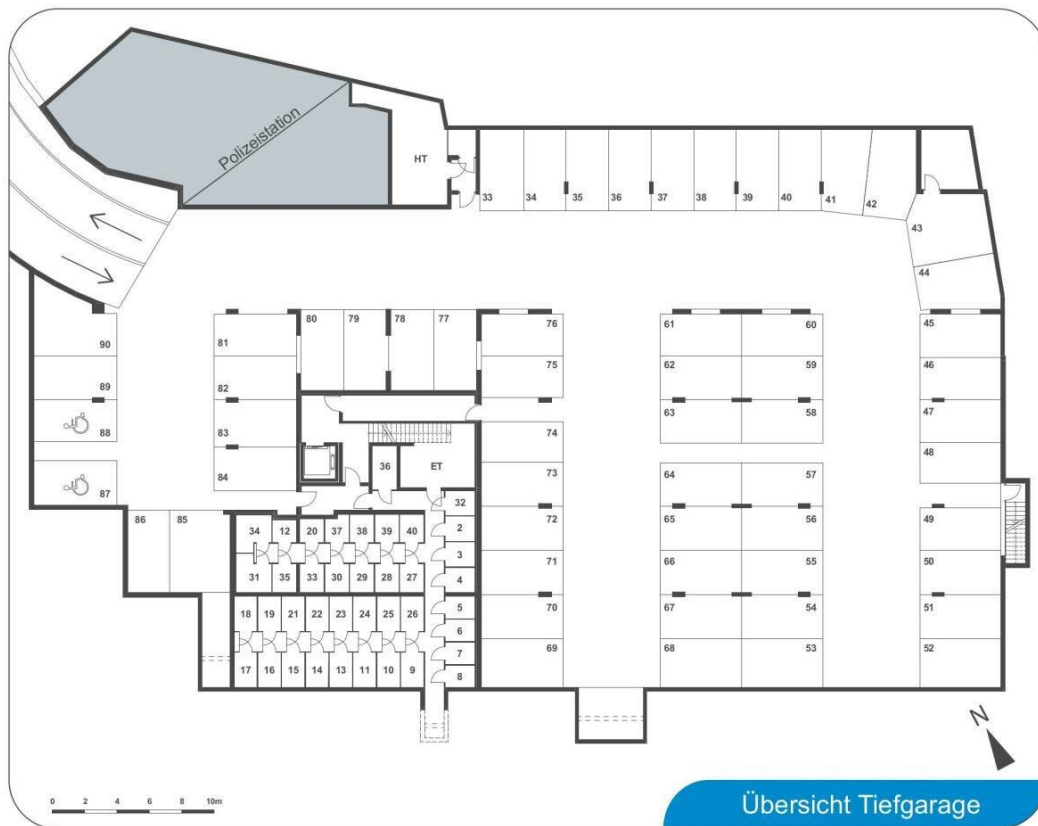 Polizeistation
HT
33 34 35 36 37 38 39 40 41 42
43
44
80 79 78 77 76 61 60 45
90 81
75 62 59 46
89 82
63 58 47
88 83
74 48
84 36 ET 73 64 57
87
32
86 85 72 65 56 49
34 12 20 37 38 39 40 2
3
71 66 55 50
31 35 33 30 29 28 27 4
18 19 21 22 23 24 25 26 5 70 67 54 51
6
7 69 68 53 52
17 16 15 14 13 11 10 9 8
N
0 2 4 6 8 10m
Übersicht Tiefgarage